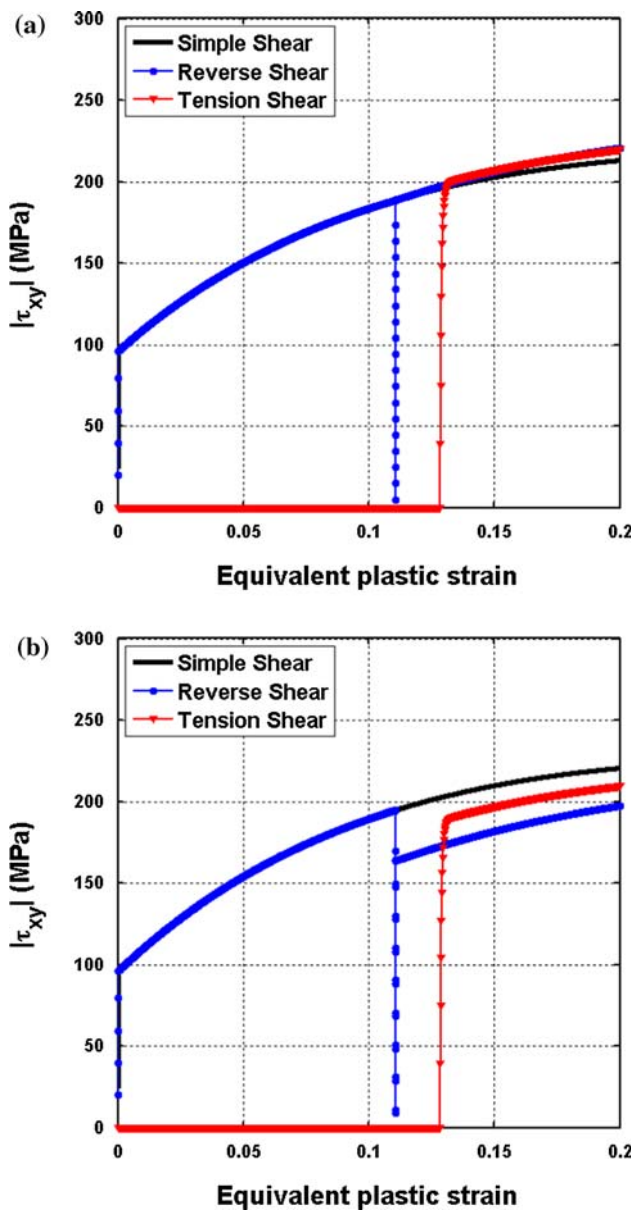 (a)
300
Simple Shear
Reverse Shear
Tension Shear
250
200
150
100
50
0
|τxy| (MPa)
0 0.05 0.1 0.15 0.2
Equivalent plastic strain
(b)
300
Simple Shear
Reverse Shear
Tension Shear
250
200
150
100
50
0
|τxy| (MPa)
0 0.05 0.1 0.15 0.2
Equivalent plastic strain